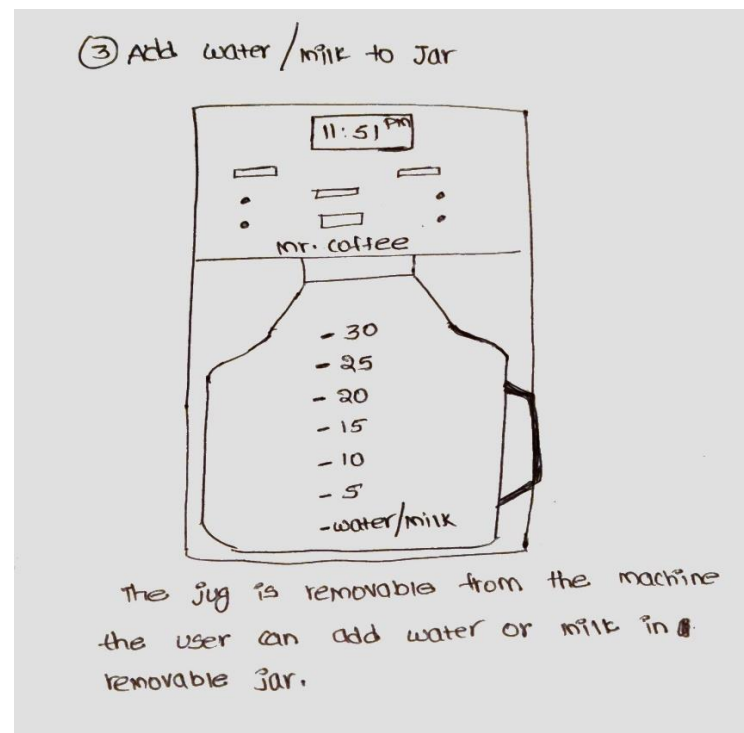 ③ Add water/milk to Jar
11:51 PM
mr. coffee
- 30
- 25
- 20
- 15
- 10
- 5
-water/milk
The jug is removable from the machine
the user can add water or milk in
removable jar.